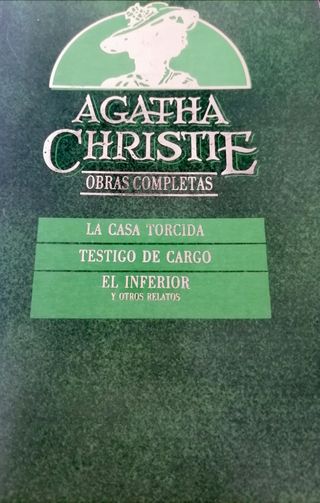 AGATHA
CHRISTIE
OBRAS COMPLETAS
LA CASA TORCIDA
TESTIGO DE CARGO
EL INFERIOR
Y OTROS RELATOS